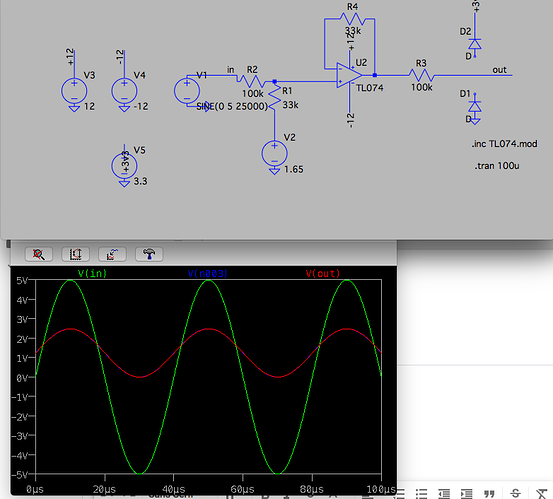 R4
33k
+12
+3
D2
D
+12
-12
V3
12
V4
-12
V1
SINE(0 5 25000)
in
R2
100k
R1
33k
U2
TL074
-12
R3
100k
out
D1
D
V2
1.65
+3v3
V5
3.3
.inc TL074.mod
.tran 100u
V(in)
V(n003)
V(out)
5V
4V
3V
2V
1V
0V
-1V
-2V
-3V
-4V
-5V
0µs
20µs
40µs
60µs
80µs
100µs